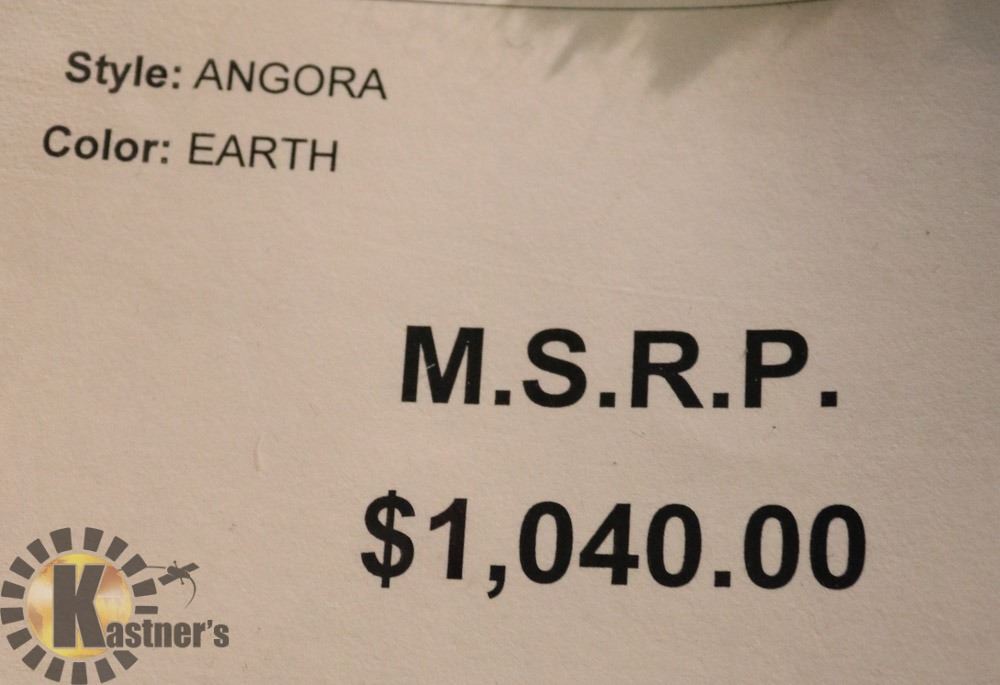 Style: ANGORA
Color: EARTH
M.S.R.P.
$1,040.00
Kastner's